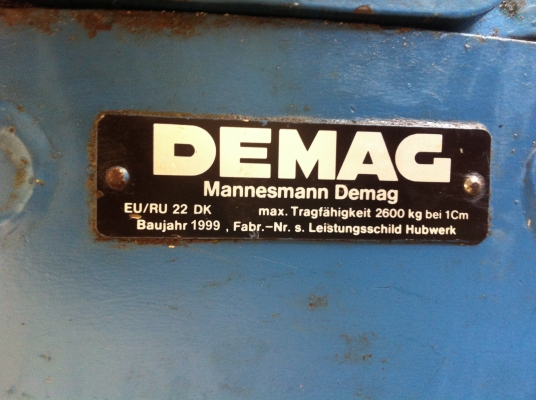 DEMAG
Mannesmann Demag
EU/RU 22 DK max. Tragfähigkeit 2600 kg bei 1Cm
Baujahr 1999 , Fabr.-Nr. s. Leistungsschild Hubwerk